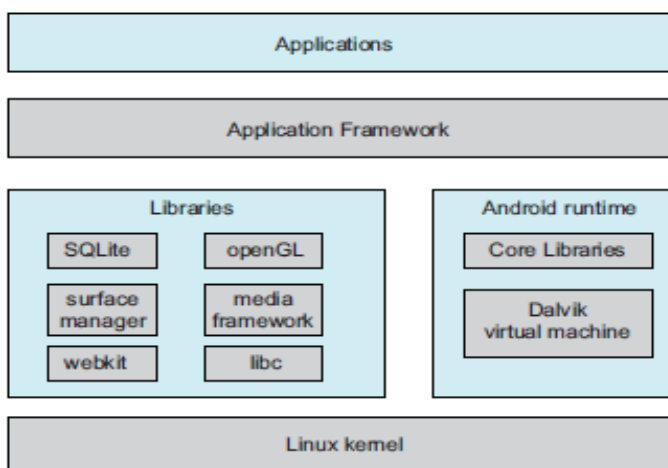 Applications
Application Framework
Libraries
SQLite
openGL
surface
manager
media
framework
webkit
libc
Android runtime
Core Libraries
Dalvik
virtual machine
Linux kernel